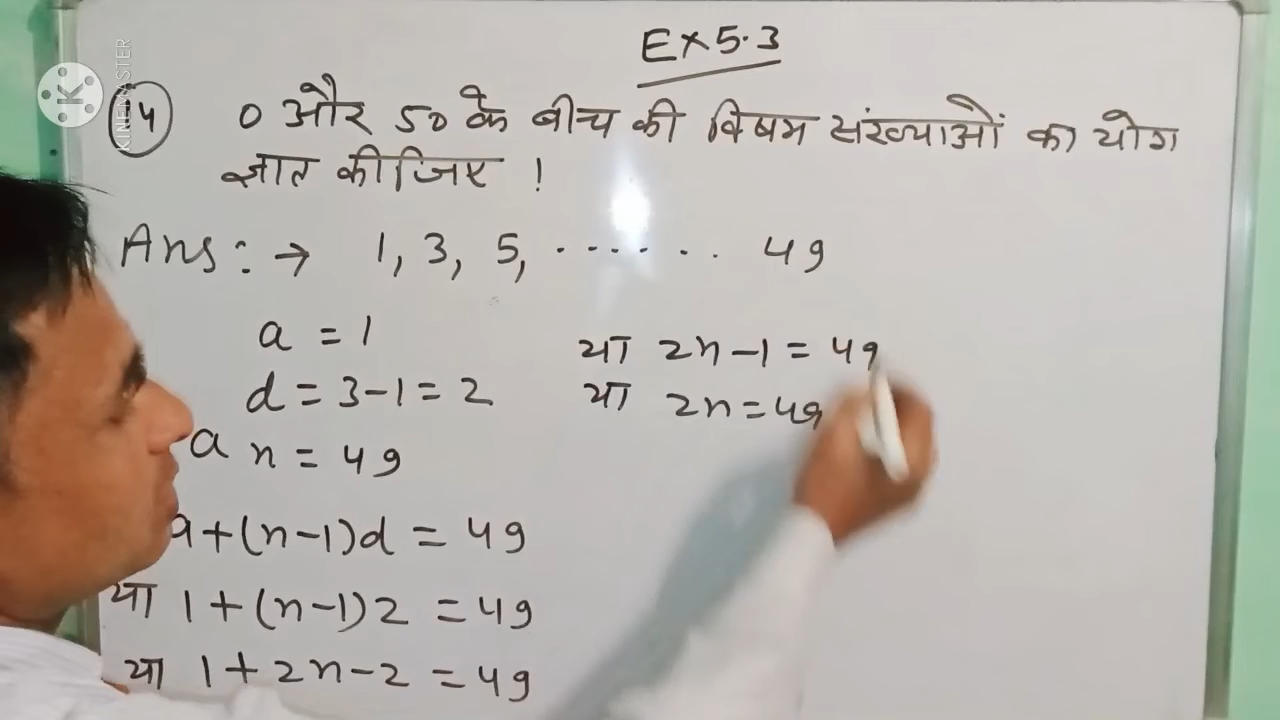 Ex 5.3
KINEMASTER
14 0 और 50 के बीच की विषम संख्याओं का योग
ज्ञात कीजिए !
Ans: → 1, 3, 5, ....... 49
a = 1
d = 3-1 = 2
a n = 49
a+(n-1)d = 49
या 1+(n-1)2 = 49
या 1+2n-2 = 49
या 2n-1 = 49
या 2n = 49